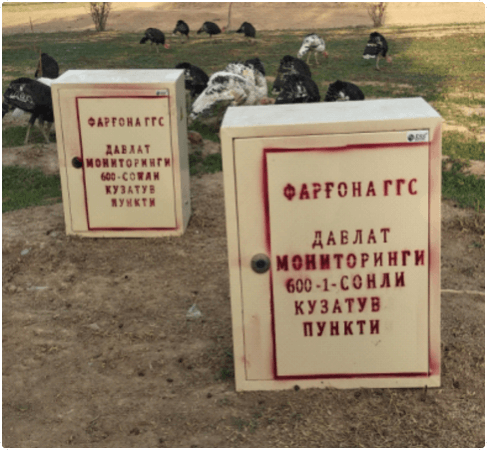 ФАРҒОНА ГГС
ДАВЛАТ
МОНИТОРИНГИ
600-СОНЛИ
КУЗАТУВ
ПУНКТИ
ФАРҒОНА ГГС
ДАВЛАТ
МОНИТОРИНГИ
600-1-СОНЛИ
КУЗАТУВ
ПУНКТИ